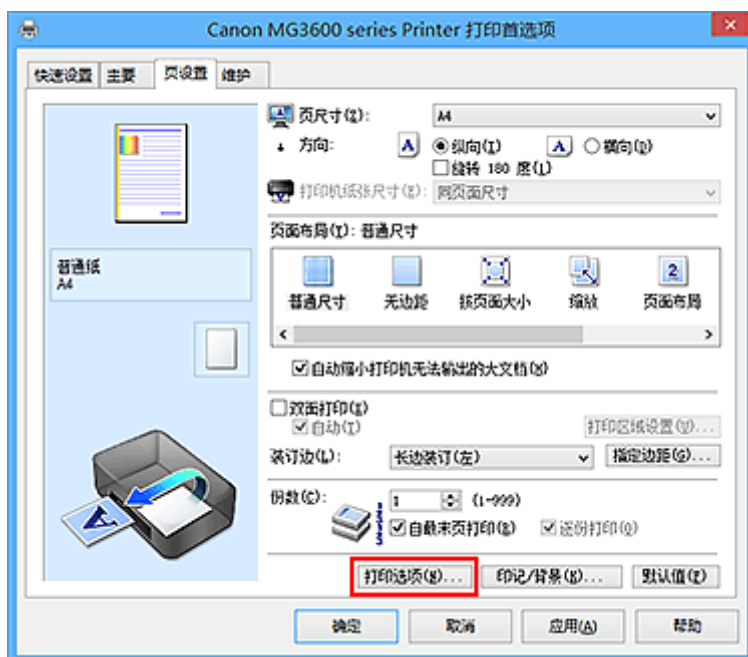 Canon MG3600 series Printer 打印首选项
快速设置 主要 页设置 维护
页尺寸(Z): A4
方向: A 纵向(I) A 横向(D)
旋转 180 度(L)
打印机纸张尺寸(E): 同页面尺寸
页面布局(Y): 普通尺寸
普通纸
A4
普通尺寸 无边距 按页面大小 缩放 页面布局
自动缩小打印机无法输出的大文档(N)
双面打印(X)
自动(T)
打印区域设置(U)...
装订边(L): 长边装订(左) 指定边距(G)...
份数(C): 1 (1-999)
自最末页打印(R) 逐份打印(O)
打印选项(N)... 印记/背景(K)... 默认值(F)
确定 取消 应用(A) 帮助